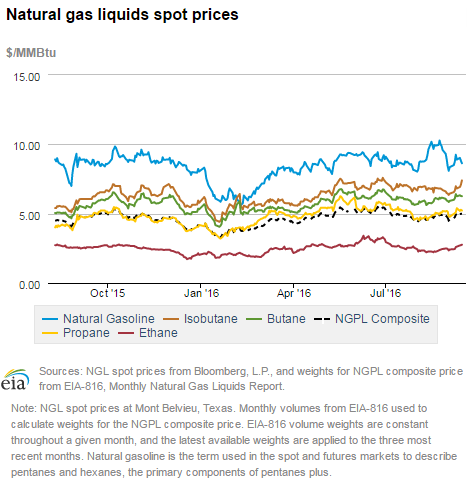 Natural gas liquids spot prices
$/MMBtu
15.00
10.00
5.00
0.00
Oct '15 Jan '16 Apr '16 Jul '16
Natural Gasoline Isobutane Butane NGPL Composite
Propane Ethane
eia
Sources: NGL spot prices from Bloomberg, L.P., and weights for NGPL composite price
from EIA-816, Monthly Natural Gas Liquids Report.
Note: NGL spot prices at Mont Belvieu, Texas. Monthly volumes from EIA-816 used to
calculate weights for the NGPL composite price. EIA-816 volume weights are constant
throughout a given month, and the latest available weights are applied to the three most
recent months. Natural gasoline is the term used in the spot and futures markets to describe
pentanes and hexanes, the primary components of pentanes plus.